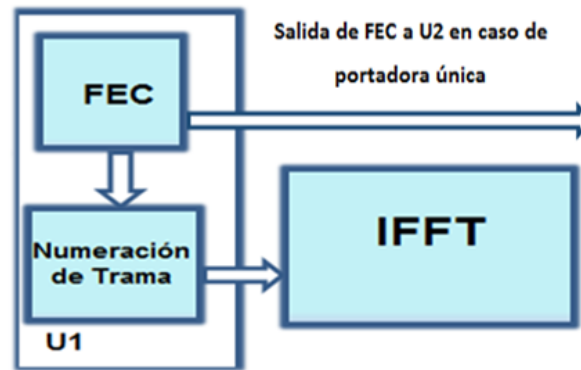 Salida de FEC a U2 en caso de
portadora única
FEC
IFFT
Numeración
de Trama
U1